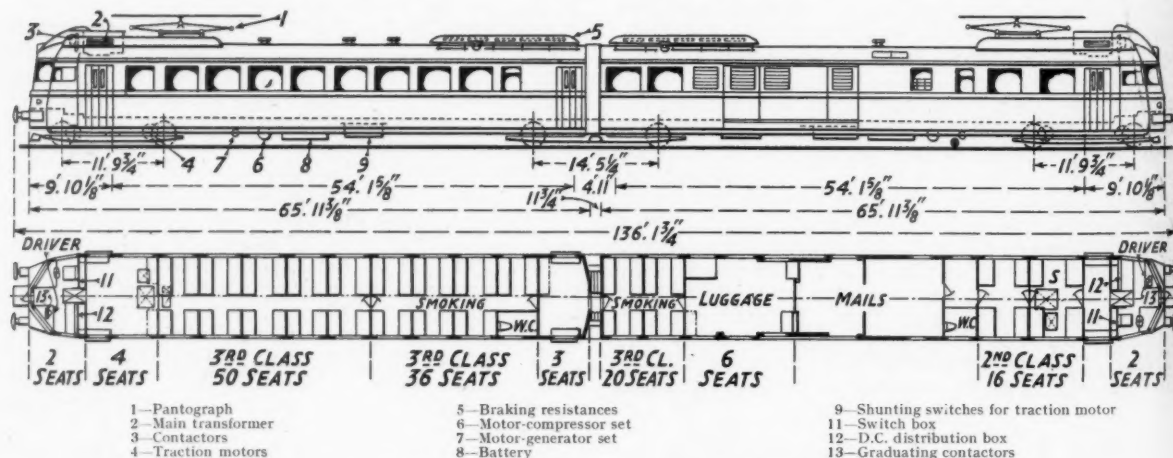 3 2 1 5
11'. 9¾" 4 7 6 8 9 14'. 5¼" 11'. 9¾"
9'. 10⅛" 54'. 1⅝" 4'. 11" 54'. 1⅝" 9'. 10⅛"
65'. 11⅜" 11¾" 65'. 11⅜"
136'. 1¾"
DRIVER DRIVER
11 12 S
13 SMOKING SMOKING LUGGAGE MAILS 13
12 W.C. W.C. 11
2 SEATS
4 SEATS
3RD CLASS
50 SEATS
3RD CLASS
36 SEATS
3 SEATS
3RD CL.
20 SEATS
6 SEATS
2ND CLASS
16 SEATS
2 SEATS
1—Pantograph
2—Main transformer
3—Contactors
4—Traction motors
5—Braking resistances
6—Motor-compressor set
7—Motor-generator set
8—Battery
9—Shunting switches for traction motor
11—Switch box
12—D.C. distribution box
13—Graduating contactors